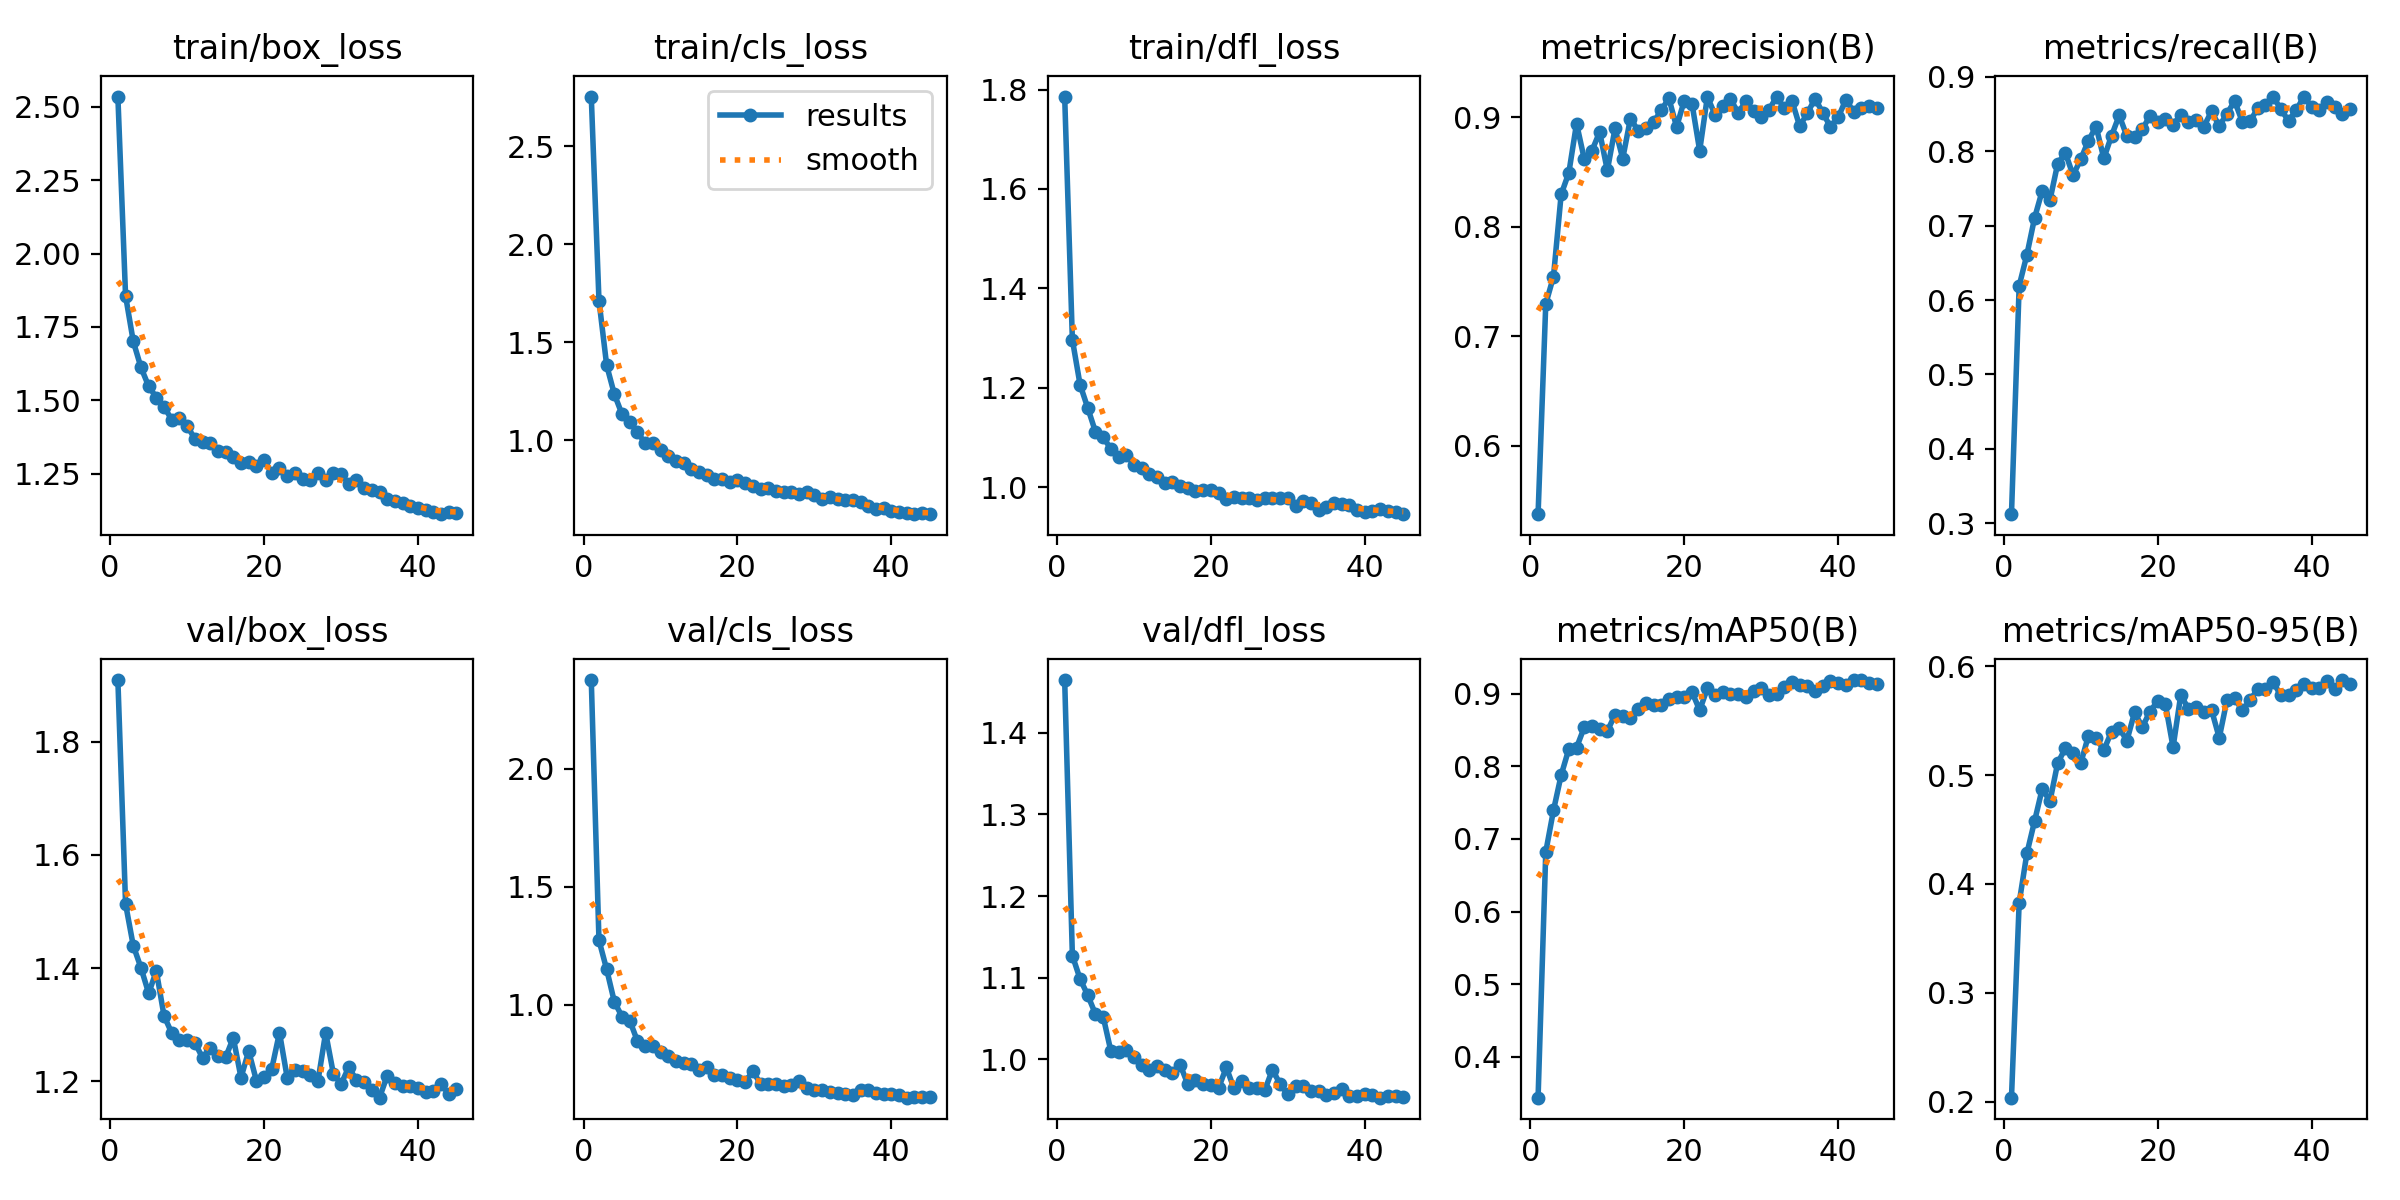 train/box_loss
2.50
2.25
2.00
1.75
1.50
1.25
0 20 40
train/cls_loss
results
smooth
2.5
2.0
1.5
1.0
0 20 40
train/dfl_loss
1.8
1.6
1.4
1.2
1.0
0 20 40
metrics/precision(B)
0.9
0.8
0.7
0.6
0 20 40
metrics/recall(B)
0.9
0.8
0.7
0.6
0.5
0.4
0.3
0 20 40
val/box_loss
1.8
1.6
1.4
1.2
0 20 40
val/cls_loss
2.0
1.5
1.0
0 20 40
val/dfl_loss
1.4
1.3
1.2
1.1
1.0
0 20 40
metrics/mAP50(B)
0.9
0.8
0.7
0.6
0.5
0.4
0 20 40
metrics/mAP50-95(B)
0.6
0.5
0.4
0.3
0.2
0 20 40